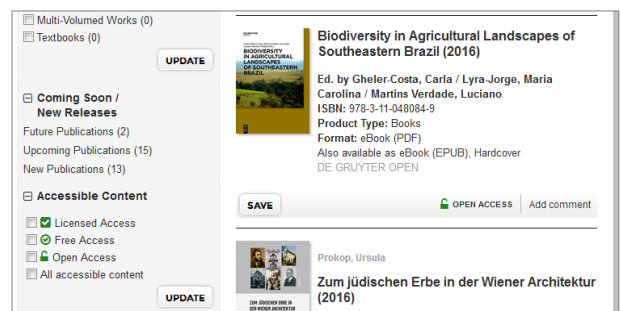 Multi-Volumed Works (0)
Textbooks (0)
UPDATE
Coming Soon /
New Releases
Future Publications (2)
Upcoming Publications (15)
New Publications (13)
Accessible Content
Licensed Access
Free Access
Open Access
All accessible content
UPDATE
BIODIVERSITY
IN AGRICULTURAL
LANDSCAPES
OF SOUTHEASTERN
BRAZIL
Biodiversity in Agricultural Landscapes of
Southeastern Brazil (2016)
Ed. by Gheler-Costa, Carla / Lyra-Jorge, Maria
Carolina / Martins Verdade, Luciano
ISBN: 978-3-11-048084-9
Product Type: Books
Format: eBook (PDF)
Also available as eBook (EPUB), Hardcover
DE GRUYTER OPEN
SAVE
OPEN ACCESS
Add comment
ZUM JÜDISCHEN ERBE IN
DER WIENER ARCHITEKTUR
Prokop, Ursula
Zum jüdischen Erbe in der Wiener Architektur
(2016)